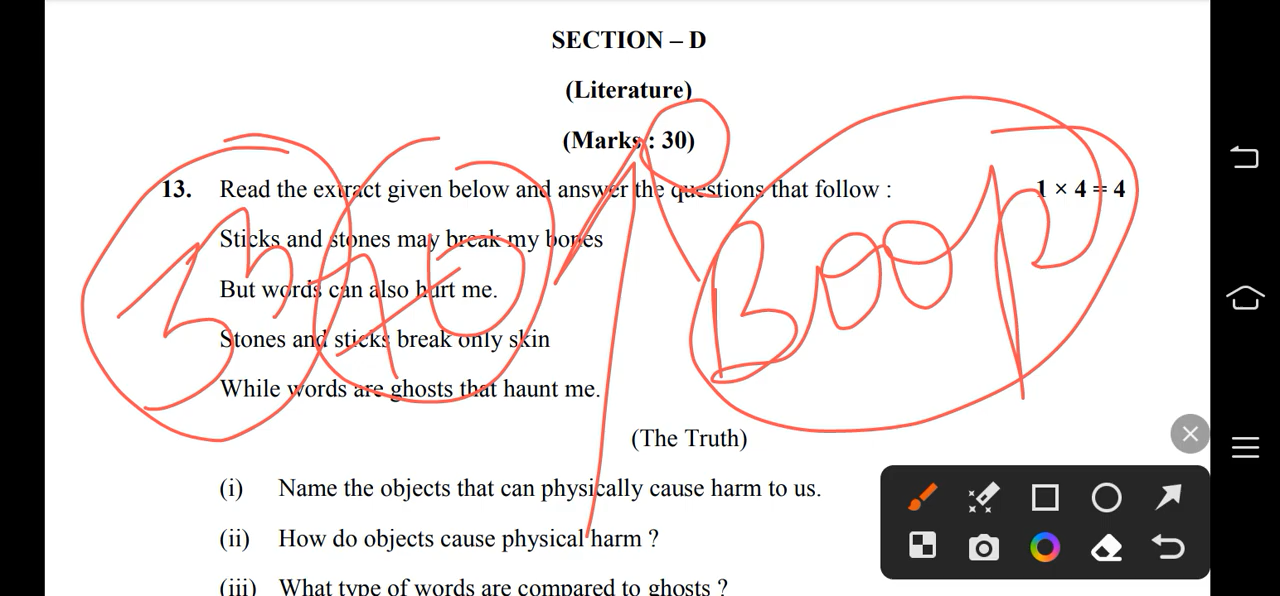 SECTION – D
(Literature)
(Marks : 30)
13. Read the extract given below and answer the questions that follow : 1 × 4 = 4
Sticks and stones may break my bones
But words can also hurt me.
Stones and sticks break only skin
While words are ghosts that haunt me.
(The Truth)
(i) Name the objects that can physically cause harm to us.
(ii) How do objects cause physical harm ?
(iii) What type of words are compared to ghosts ?